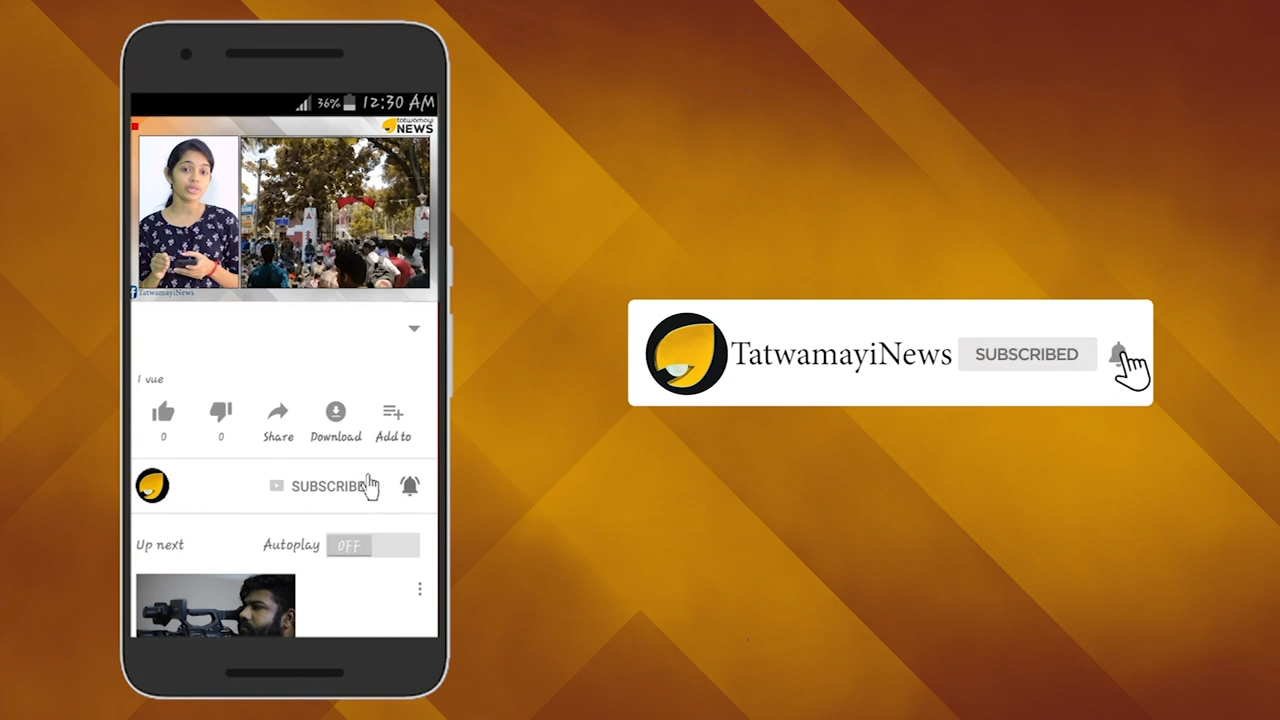 36% 12:30 AM
tatwamayi
NEWS
TatwamayiNews
1 vue
0
0
Share
Download
Add to
SUBSCRIBE
Up next
Autoplay
OFF
TatwamayiNews
SUBSCRIBED